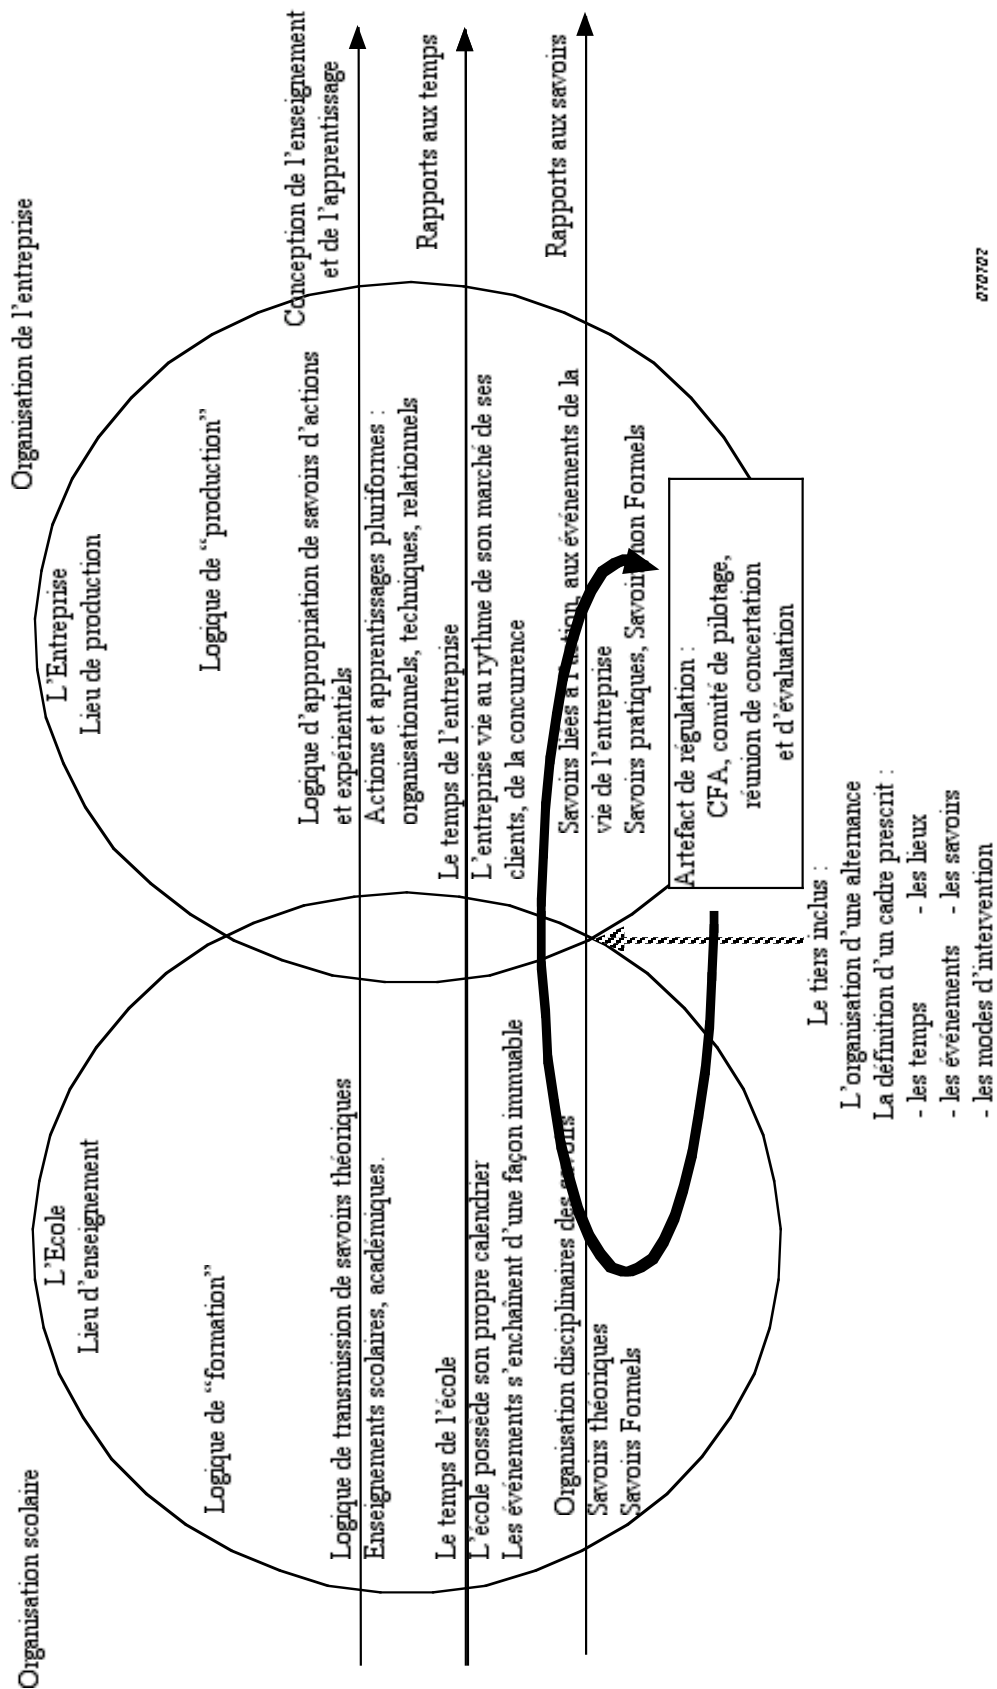 Organisation scolaire
Organisation de l'entreprise
L'Ecole
Lieu d'enseignement
L'Entreprise
Lieu de production
Logique de “formation”
Logique de “production”
Conception de l'enseignement
et de l'apprentissage
Logique de transmission de savoirs théoriques
Enseignements scolaires, académiques.
Logique d'appropriation de savoirs d'actions
et expérientiels
Actions et apprentissages pluriformes :
organisationnels, techniques, relationnels
Rapports aux temps
Le temps de l'école
L'école possède son propre calendrier
Les événements s'enchaînent d'une façon immuable
Le temps de l'entreprise
L'entreprise vie au rythme de son marché de ses
clients, de la concurrence
Rapports aux savoirs
Organisation disciplinaires des savoirs
Savoirs théoriques
Savoirs Formels
Savoirs liées à l'action, aux événements de la
vie de l'entreprise
Savoirs pratiques, Savoirs non Formels
Artefact de régulation :
CFA, comité de pilotage,
réunion de concertation
et d'évaluation
Le tiers inclus :
L'organisation d'une alternance
La définition d'un cadre prescrit :
- les temps - les lieux
- les événements - les savoirs
- les modes d'intervention
070702